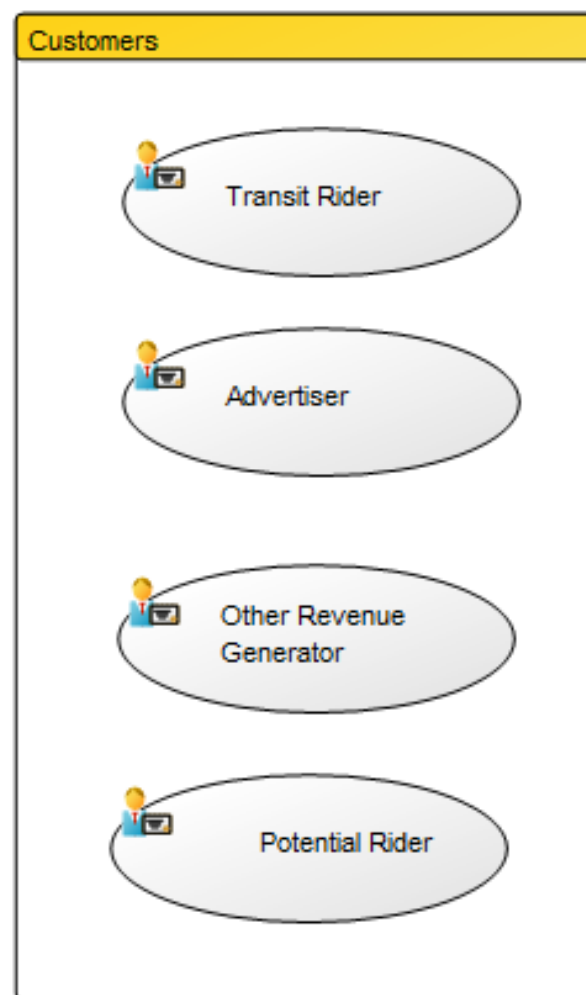 Customers
Transit Rider
Advertiser
Other Revenue
Generator
Potential Rider